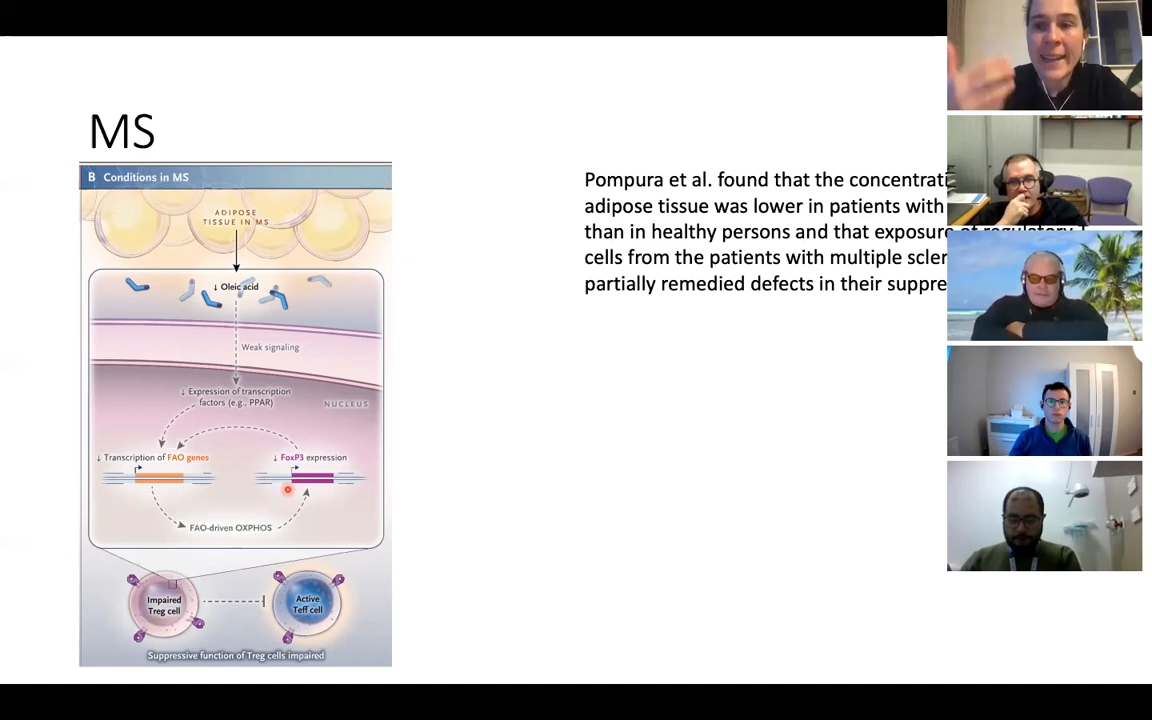 MS
B Conditions in MS
ADIPOSE
TISSUE IN MS
↓ Oleic acid
Weak signaling
↓ Expression of transcription
factors (e.g., PPAR)
NUCLEUS
↓ Transcription of FAO genes
↓ FoxP3 expression
FAO-driven OXPHOS
Impaired
Treg cell
Active
Teff cell
Suppressive function of Treg cells impaired
Pompura et al. found that the
adipose tissue was lower in patients with
than in healthy persons and that exposure of regulatory T
cells from the patients with multiple
partially remedied defects in their